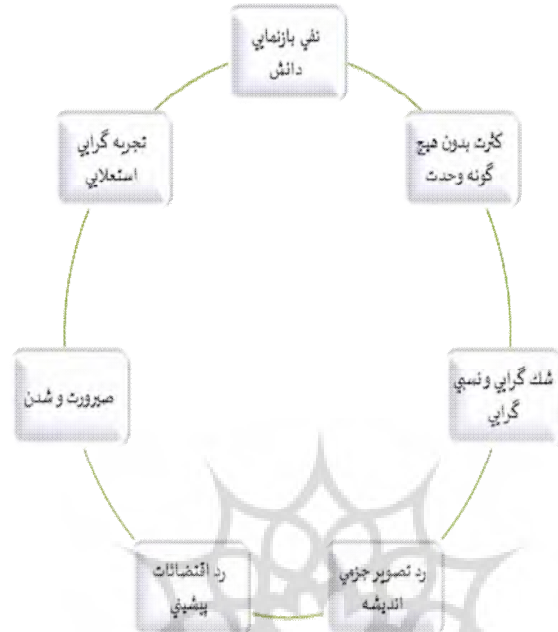 نفي بازنمايي
دانش
كثرت بدون هيچ
گونه وحدت
شك گرايي و نسبي
گرايي
رد تصوير جزمي
انديشه
رد اقتضائات
پيشيني
صيرورت و شدن
تجربه گرايي
استعلايي